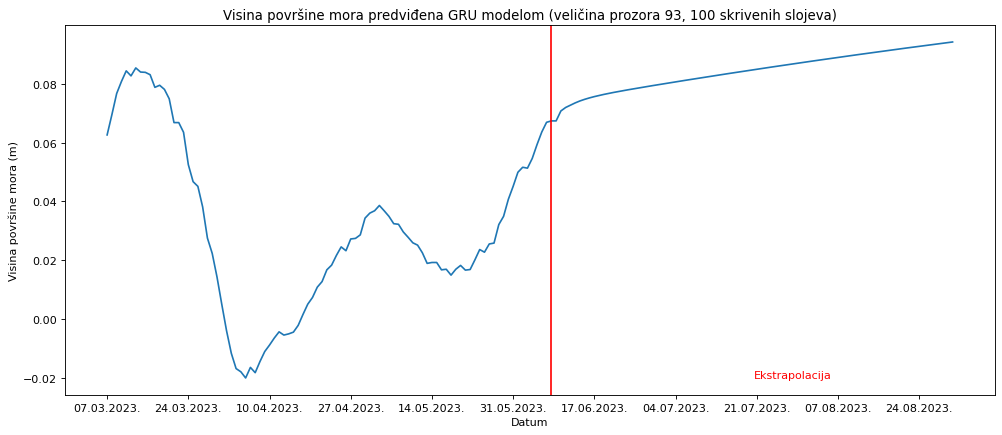 Visina površine mora predviđena GRU modelom (veličina prozora 93, 100 skrivenih slojeva)
Visina površine mora (m)
0.08
0.06
0.04
0.02
0.00
−0.02
Ekstrapolacija
07.03.2023. 24.03.2023. 10.04.2023. 27.04.2023. 14.05.2023. 31.05.2023. 17.06.2023. 04.07.2023. 21.07.2023. 07.08.2023. 24.08.2023.
Datum